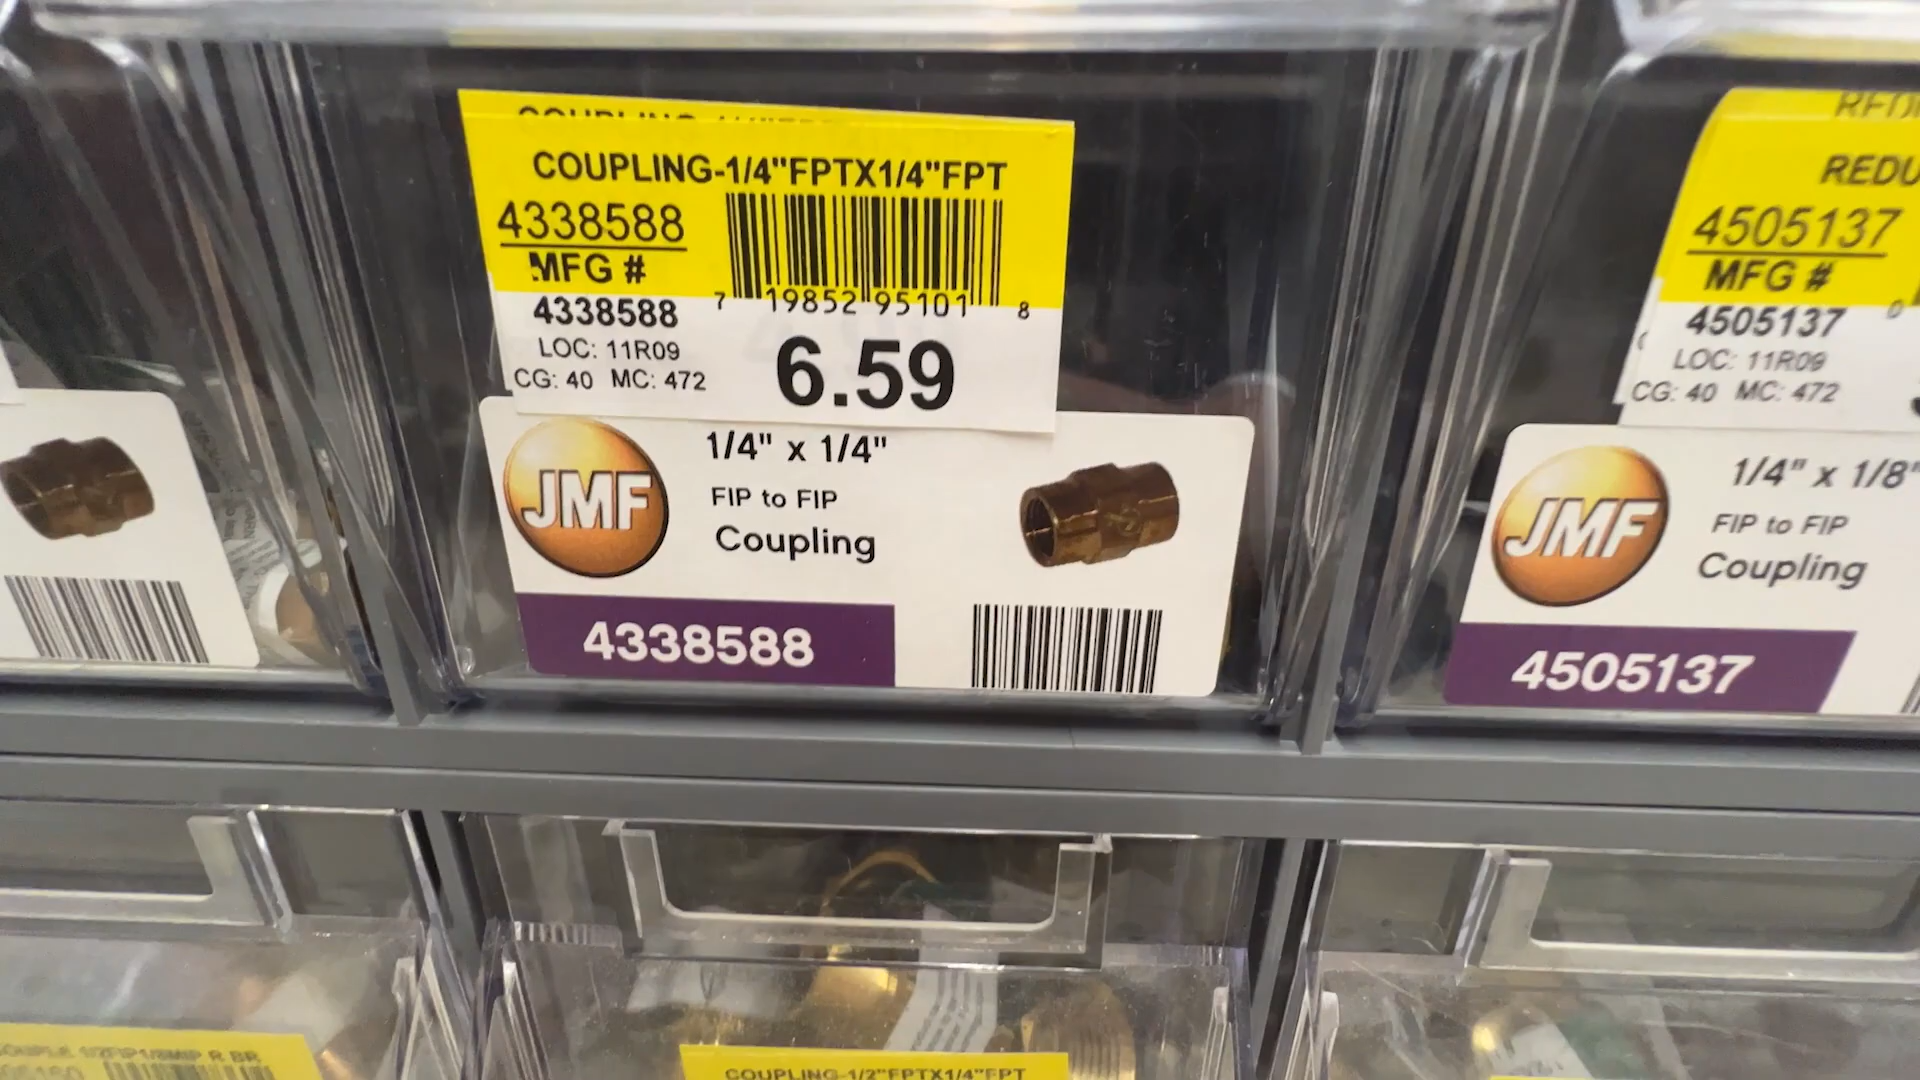 COUPLING-1/4"FPTX1/4"FPT
4338588
MFG #
4338588
7 19852 95101 8
LOC: 11R09
CG: 40 MC: 472
6.59
JMF
1/4" x 1/4"
FIP to FIP
Coupling
4338588
REDU
4505137
MFG #
4505137
LOC: 11R09
CG: 40 MC: 472
JMF
1/4" x 1/8"
FIP to FIP
Coupling
4505137
COUPLING-1/2"FPTX1/4"FPT